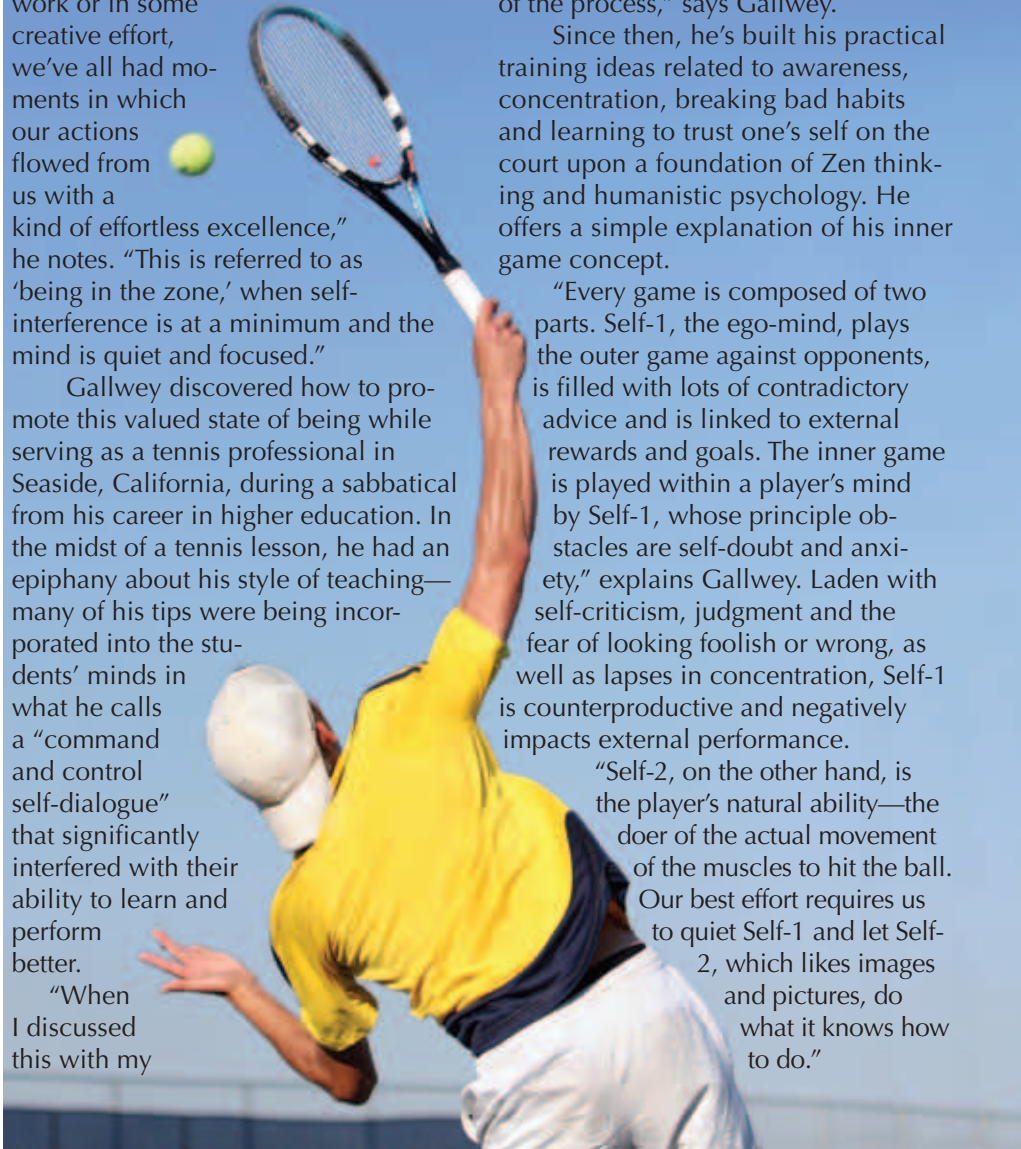 work or in some
creative effort,
we've all had mo-
ments in which
our actions
flowed from
us with a
kind of effortless excellence,”
he notes. “This is referred to as
‘being in the zone,’ when self-
interference is at a minimum and the
mind is quiet and focused.”
Gallwey discovered how to pro-
mote this valued state of being while
serving as a tennis professional in
Seaside, California, during a sabbatical
from his career in higher education. In
the midst of a tennis lesson, he had an
epiphany about his style of teaching—
many of his tips were being incor-
porated into the stu-
dents’ minds in
what he calls
a “command
and control
self-dialogue”
that significantly
interfered with their
ability to learn and
perform
better.
“When
I discussed
this with my
of the process,” says Gallwey.
Since then, he’s built his practical
training ideas related to awareness,
concentration, breaking bad habits
and learning to trust one’s self on the
court upon a foundation of Zen think-
ing and humanistic psychology. He
offers a simple explanation of his inner
game concept.
“Every game is composed of two
parts. Self-1, the ego-mind, plays
the outer game against opponents,
is filled with lots of contradictory
advice and is linked to external
rewards and goals. The inner game
is played within a player’s mind
by Self-1, whose principle ob-
stacles are self-doubt and anxi-
ety,” explains Gallwey. Laden with
self-criticism, judgment and the
fear of looking foolish or wrong, as
well as lapses in concentration, Self-1
is counterproductive and negatively
impacts external performance.
“Self-2, on the other hand, is
the player’s natural ability—the
doer of the actual movement
of the muscles to hit the ball.
Our best effort requires us
to quiet Self-1 and let Self-
2, which likes images
and pictures, do
what it knows how
to do.”